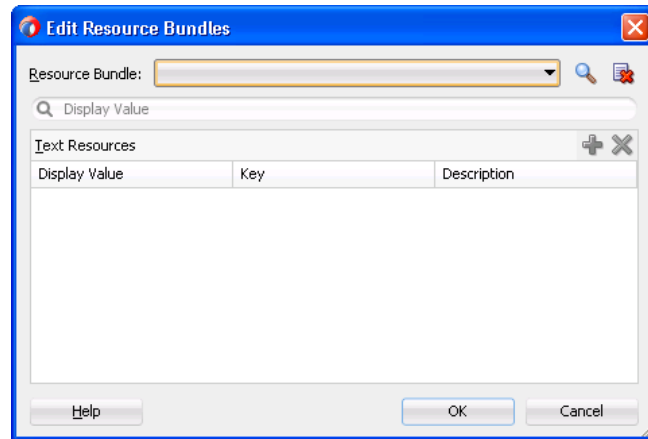 Edit Resource Bundles
Resource Bundle:
Display Value
Text Resources
Display Value Key Description
Help OK Cancel